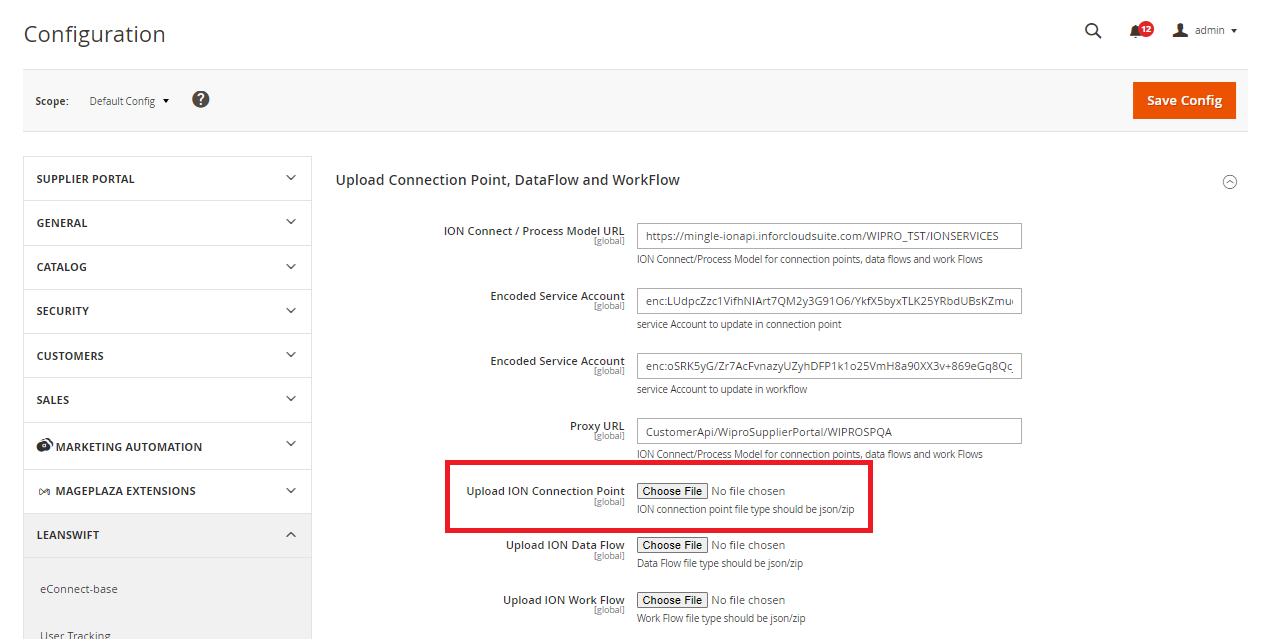 Configuration
12
admin
Scope: Default Config ?
Save Config
SUPPLIER PORTAL
GENERAL
CATALOG
SECURITY
CUSTOMERS
SALES
MARKETING AUTOMATION
MAGEPLAZA EXTENSIONS
LEANSWIFT
eConnect-base
User Tracking
Upload Connection Point, DataFlow and WorkFlow
ION Connect / Process Model URL
[global]
https://mingle-ionapi.inforcloudsuite.com/WIPRO_TST/IONSERVICES
ION Connect/Process Model for connection points, data flows and work Flows
Encoded Service Account
[global]
enc:LUdpcZzc1VifhNIArt7QM2y3G91O6/YkfX5byxTLK25YRbdUBsKZmu
service Account to update in connection point
Encoded Service Account
[global]
enc:oSRK5yG/Zr7AcFvnazyUZyhDFP1k1o25VmH8a90XX3v+869eGq8Qc
service Account to update in workflow
Proxy URL
[global]
CustomerApi/WiproSupplierPortal/WIPROSPQA
ION Connect/Process Model for connection points, data flows and work Flows
Upload ION Connection Point
[global]
Choose File No file chosen
ION connection point file type should be json/zip
Upload ION Data Flow
[global]
Choose File No file chosen
Data Flow file type should be json/zip
Upload ION Work Flow
[global]
Choose File No file chosen
Work Flow file type should be json/zip